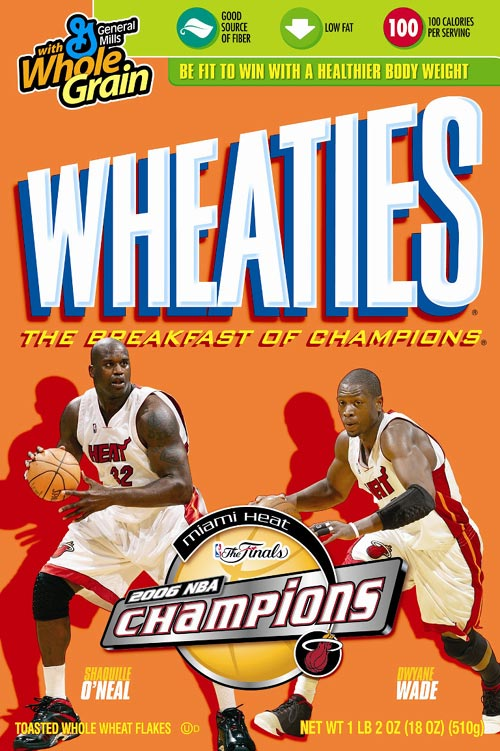 with
General
Mills
Whole
Grain
GOOD
SOURCE
OF FIBER
LOW FAT
100
100 CALORIES
PER SERVING
BE FIT TO WIN WITH A HEALTHIER BODY WEIGHT
WHEATIES®
THE BREAKFAST OF CHAMPIONS®
HEAT
32
HEAT
MIAMI HEAT
NBA The Finals
2006 NBA
CHAMPIONS
SHAQUILLE
O'NEAL
DWYANE
WADE
TOASTED WHOLE WHEAT FLAKES Ⓤ D
NET WT 1 LB 2 OZ (18 OZ) (510g)